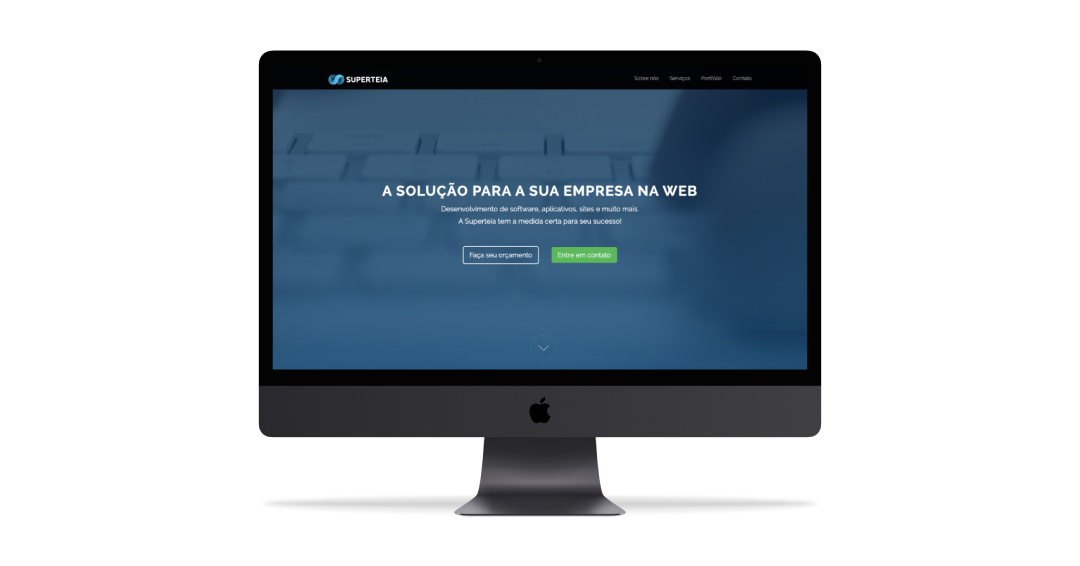 SUPERTEIA
Sobre nós Serviços Portfólio Contato
A SOLUÇÃO PARA A SUA EMPRESA NA WEB
Desenvolvimento de software, aplicativos, sites e muito mais.
A Superteia tem a medida certa para seu sucesso!
Faça seu orçamento Entre em contato